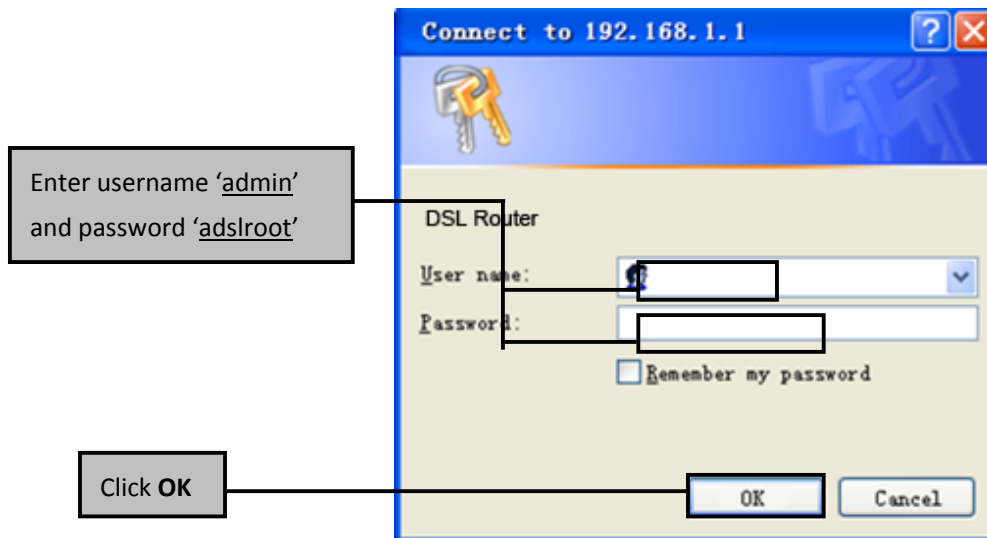 Connect to 192.168.1.1
Enter username ‘admin’
and password ‘adslroot’
DSL Router
User name:
Password:
Remember my password
Click OK
OK
Cancel